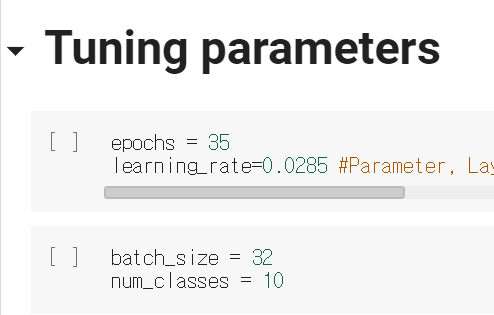 Tuning parameters
[ ] epochs = 35
learning_rate=0.0285 #Parameter, Lay
[ ] batch_size = 32
num_classes = 10